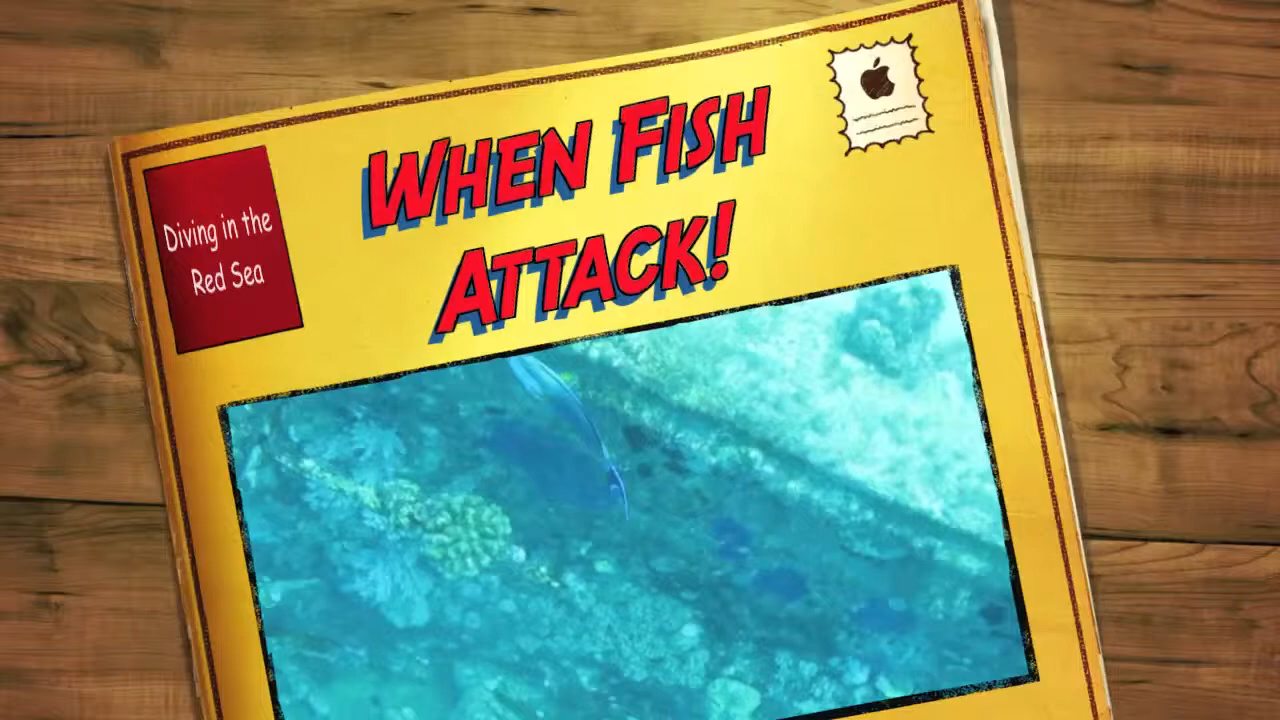 Diving in the
Red Sea
WHEN FISH
ATTACK!